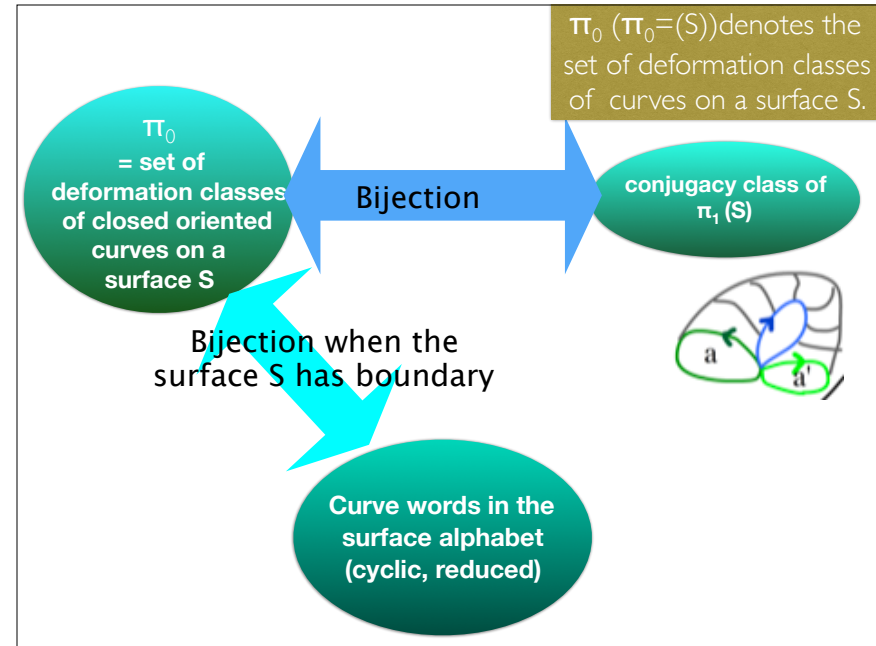 π₀ (π₀=(S))denotes the
set of deformation classes
of curves on a surface S.
π₀
= set of
deformation classes
of closed oriented
curves on a
surface S
Bijection
conjugacy class of
π₁ (S)
Bijection when the
surface S has boundary
a
a'
Curve words in the
surface alphabet
(cyclic, reduced)